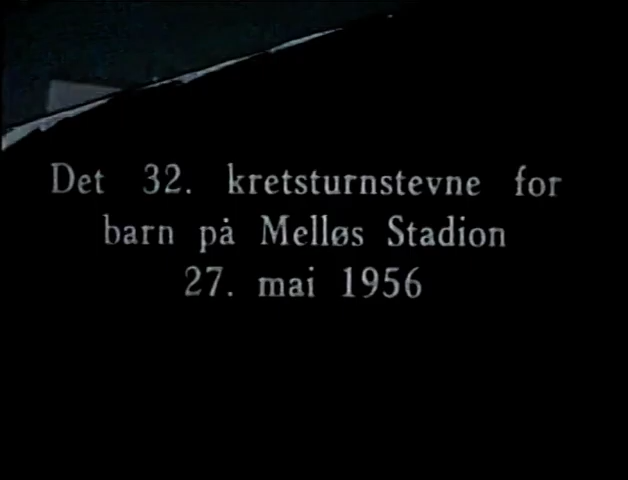 Det 32. kretsturnstevne for
barn på Melløs Stadion
27. mai 1956